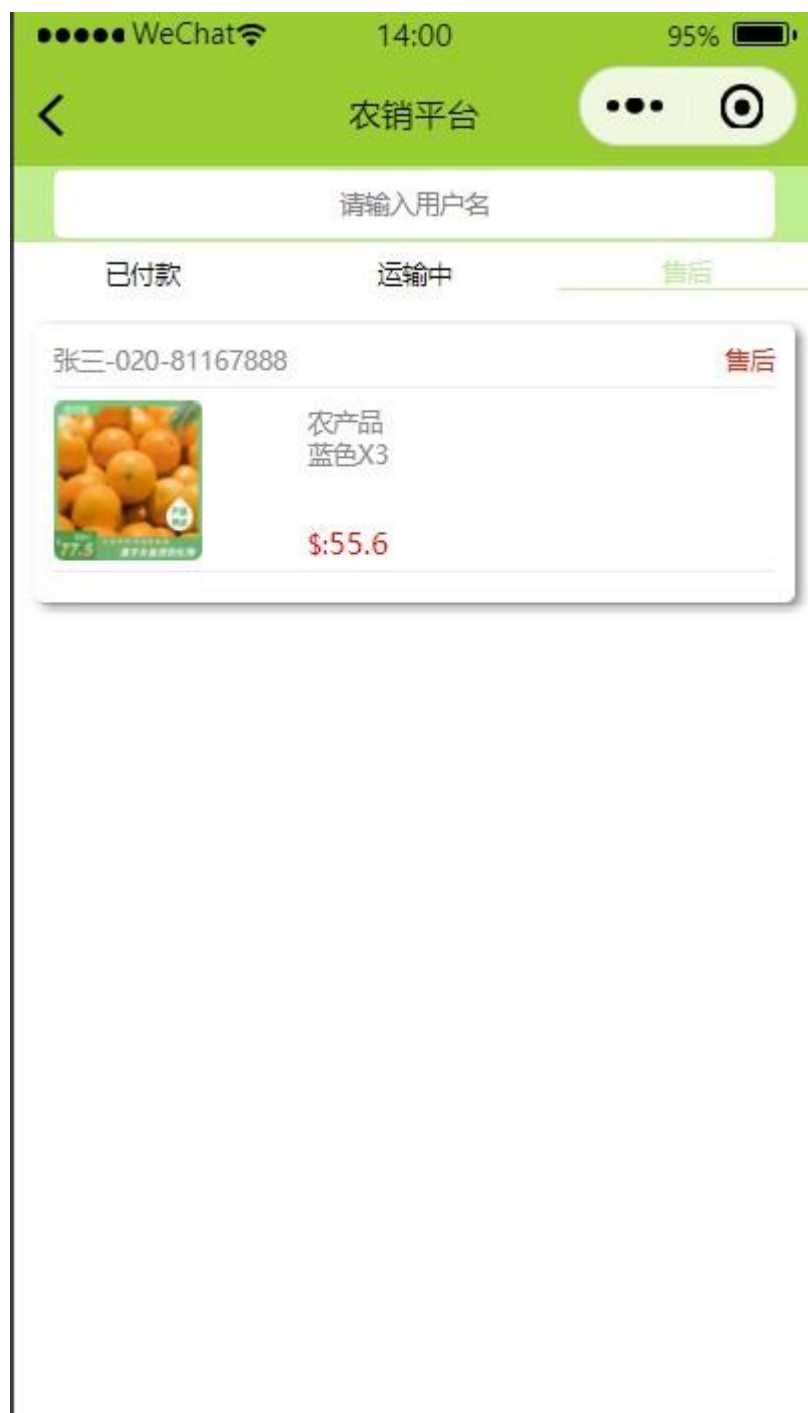 WeChat 14:00 95%
农销平台
请输入用户名
已付款 运输中 售后
张三-020-81167888 售后
农产品
蓝色X3
77.5
$:55.6